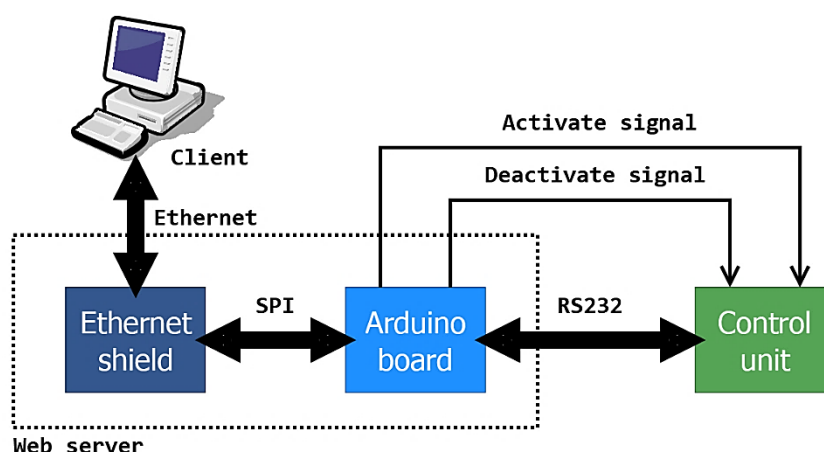 Activate signal
Client
Deactivate signal
Ethernet
Ethernet
shield
SPI
Arduino
board
RS232
Control
unit
Web server